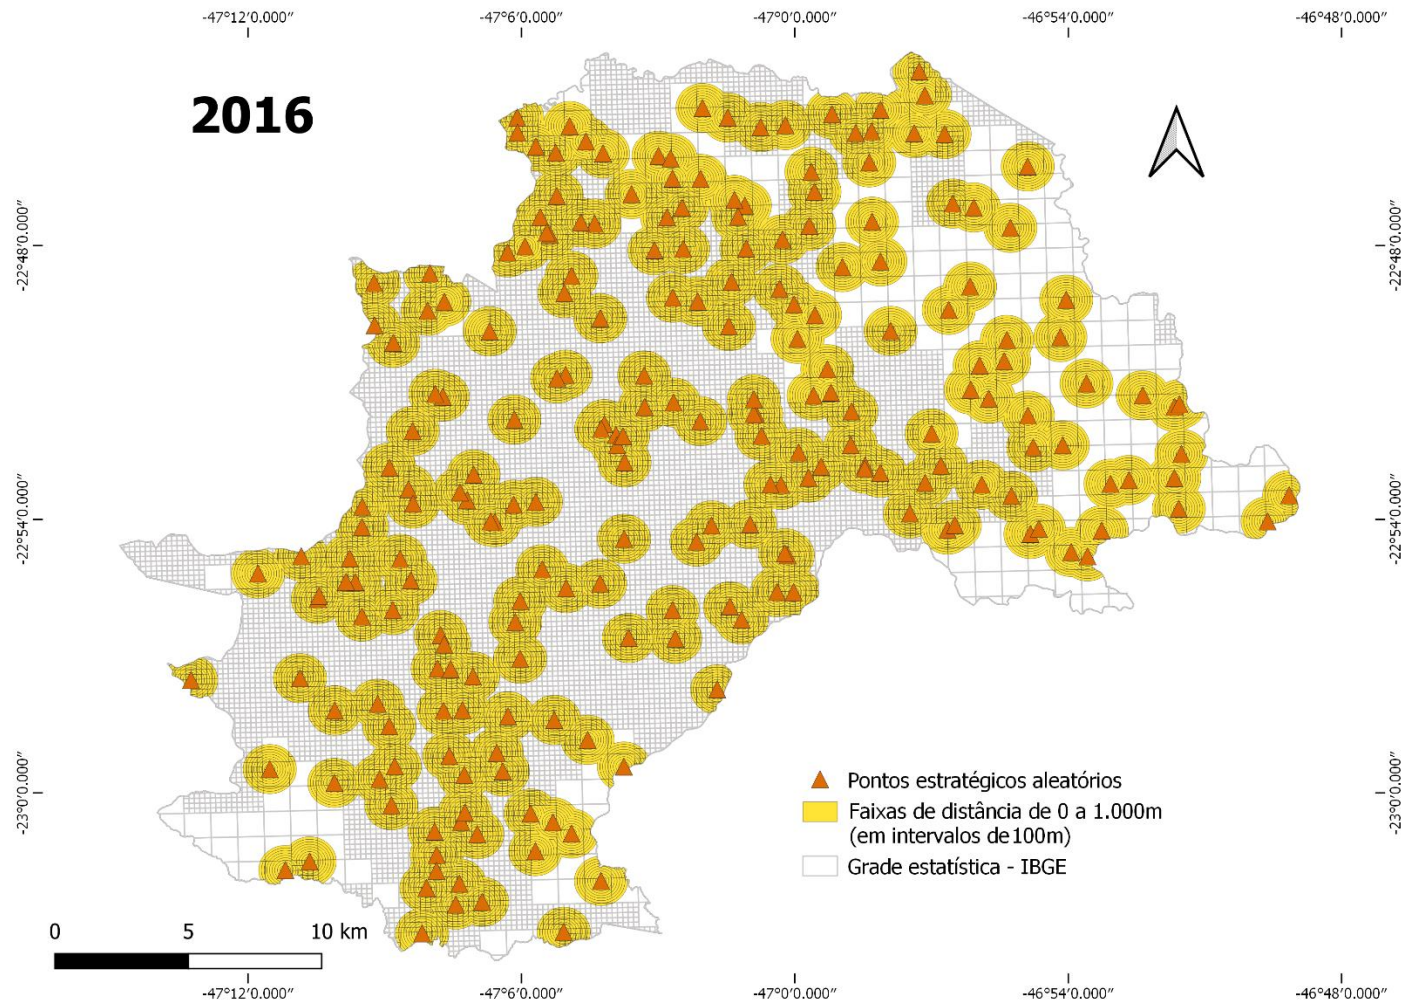 -47°12'0.000″ -47°6'0.000″ -47°0'0.000″ -46°54'0.000″ -46°48'0.000″
2016
-22°48'0.000″ -22°48'0.000″
-22°54'0.000″ -22°54'0.000″
-23°0'0.000″ -23°0'0.000″
Pontos estratégicos aleatórios
Faixas de distância de 0 a 1.000m
(em intervalos de 100m)
Grade estatística - IBGE
0 5 10 km
-47°12'0.000″ -47°6'0.000″ -47°0'0.000″ -46°54'0.000″ -46°48'0.000″